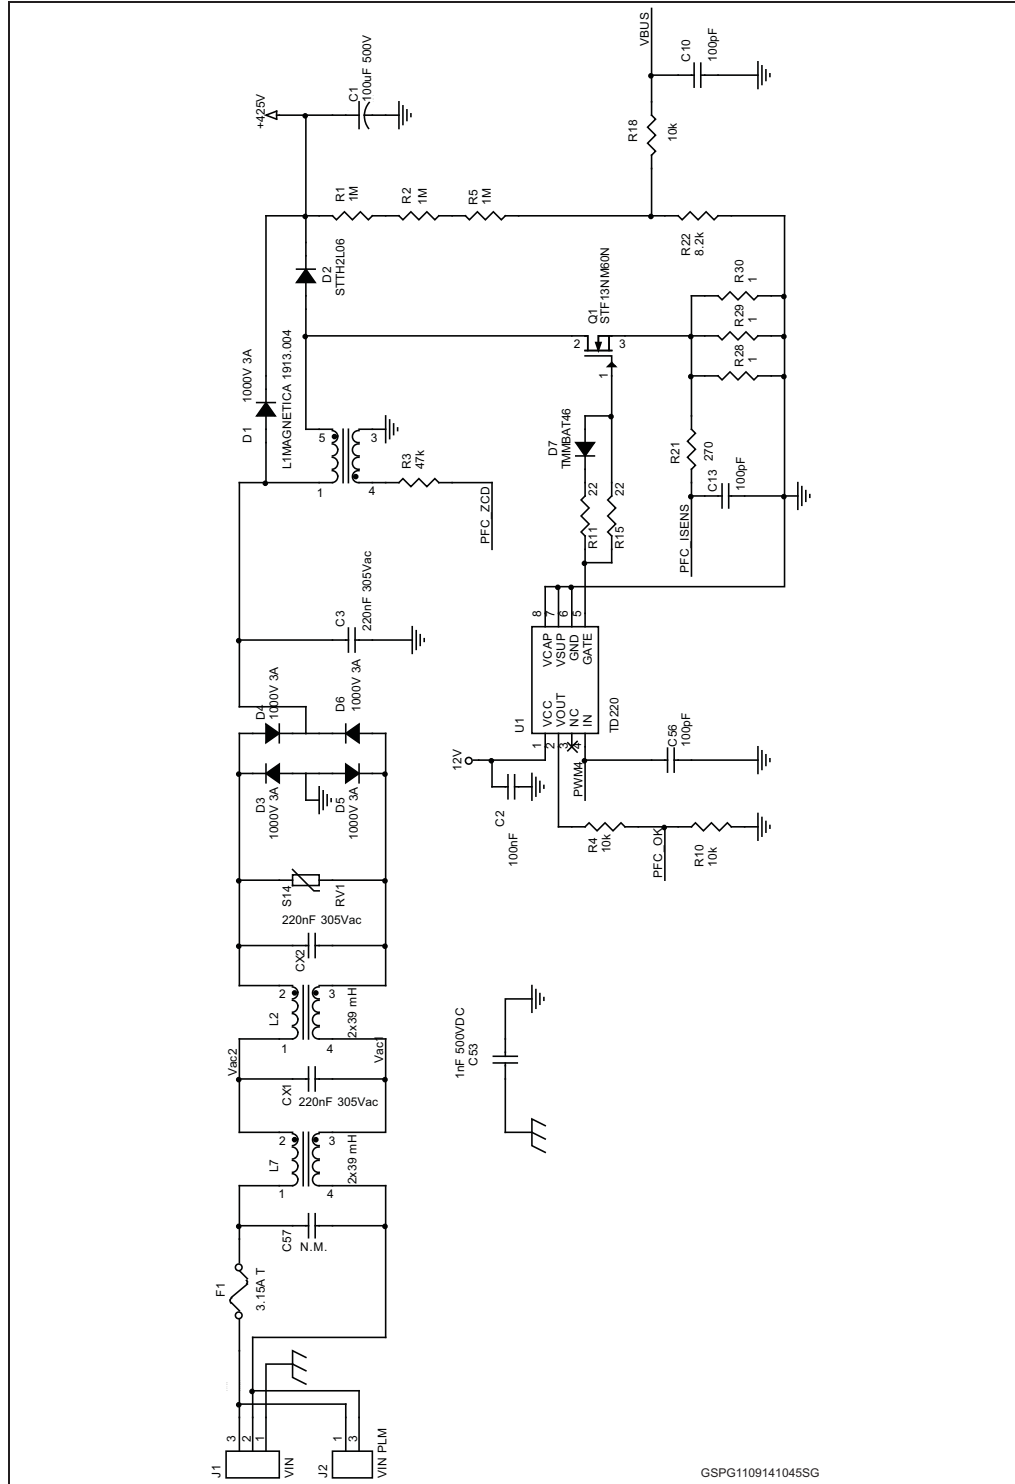 VBUS
C10
100pF
+425V
C1
100uF 500V
R18
10k
R1
1M
R2
1M
R5
1M
R22
8.2k
D2
STTH2L06
D1
1000V 3A
L1MAGNETICA 1913.004
5
3
1
4
R3
47k
PFC_ZCD
Q1
STF13NM60N
2
3
1
R30
1
R29
1
R28
1
D7
TMMBAT46
R21
270
C13
100pF
PFC_ISENS
R11
22
R15
22
C3
220nF 305Vac
8
7
6
5
VCAP
VSUP
GND
GATE
U1
TD220
VCC
VOUT
NC
IN
1
2
3
4
12V
PWM4
C56
100pF
C2
100nF
R4
10k
PFC_OK
R10
10k
D4
1000V 3A
D6
1000V 3A
D3
1000V 3A
D5
1000V 3A
S14
RV1
220nF 305Vac
CX2
L2
2
3
1
4
2x39 mH
Vac2
Vac1
CX1
220nF 305Vac
1nF 500VDC
C53
L7
2
3
1
4
2x39 mH
C57
N.M.
F1
3.15A T
J1
3
2
1
VIN
J2
1
3
VIN PLM
GSPG1109141045SG